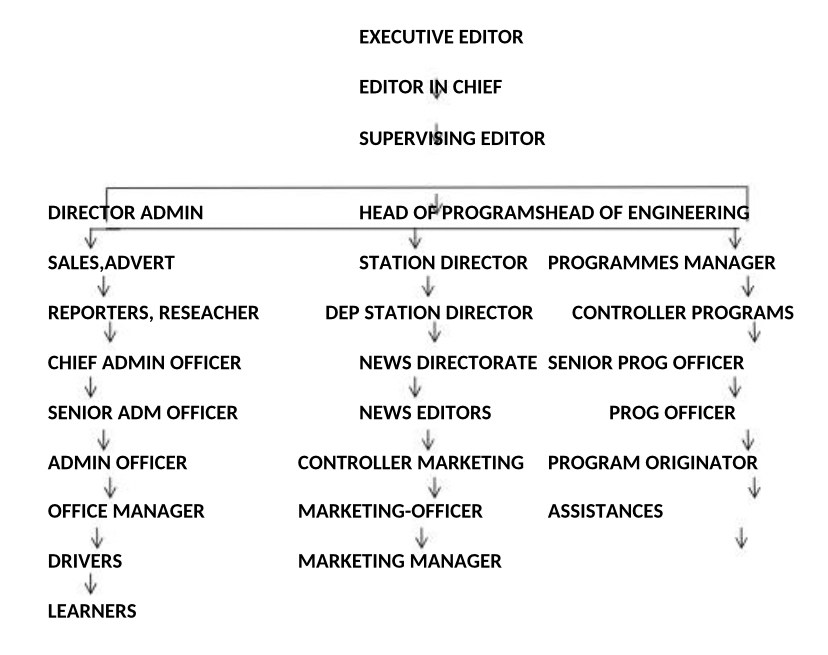 EXECUTIVE EDITOR
EDITOR IN CHIEF
SUPERVISING EDITOR
DIRECTOR ADMIN HEAD OF PROGRAMSHEAD OF ENGINEERING
SALES,ADVERT STATION DIRECTOR PROGRAMMES MANAGER
REPORTERS, RESEACHER DEP STATION DIRECTOR CONTROLLER PROGRAMS
CHIEF ADMIN OFFICER NEWS DIRECTORATE SENIOR PROG OFFICER
SENIOR ADM OFFICER NEWS EDITORS PROG OFFICER
ADMIN OFFICER CONTROLLER MARKETING PROGRAM ORIGINATOR
OFFICE MANAGER MARKETING-OFFICER ASSISTANCES
DRIVERS MARKETING MANAGER
LEARNERS